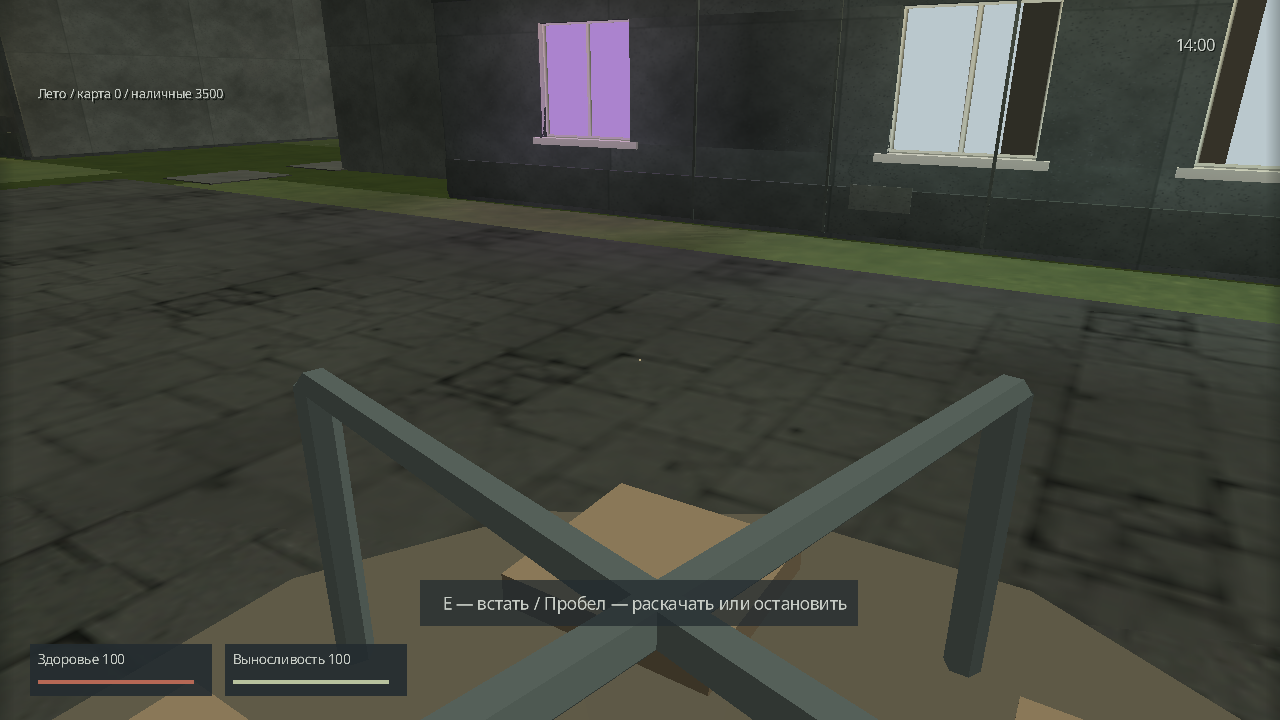 14:00
Лето / карта 0 / наличные 3500
E — встать / Пробел — раскачать или остановить
Здоровье 100
Выносливость 100